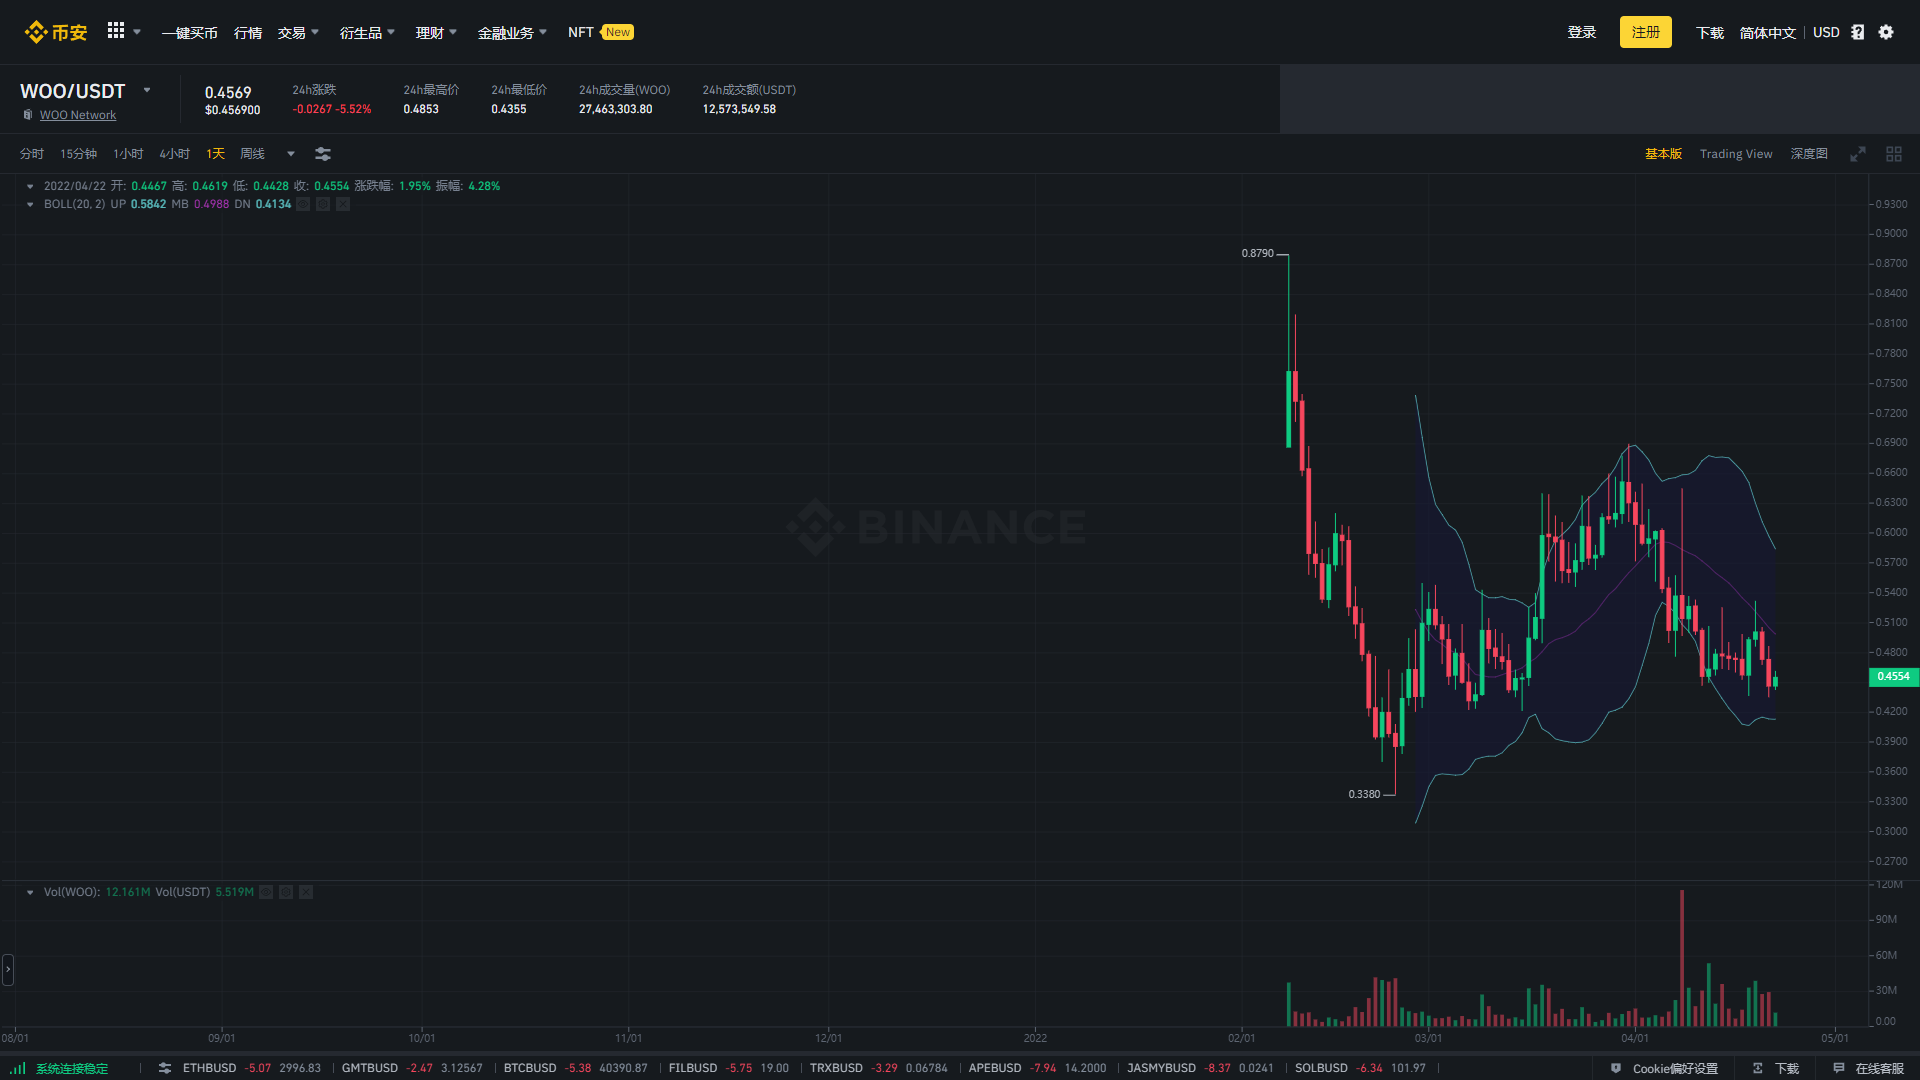 币安 一键买币 行情 交易 衍生品 理财 金融业务 NFT New 登录 注册 下载 简体中文 USD
WOO/USDT
WOO Network
0.4569
$0.456900
24h涨跌
-0.0267 -5.52%
24h最高价
0.4853
24h最低价
0.4355
24h成交量(WOO)
27,463,303.80
24h成交额(USDT)
12,573,549.58
分时 15分钟 1小时 4小时 1天 周线 基本版 Trading View 深度图
2022/04/22 开: 0.4467 高: 0.4619 低: 0.4428 收: 0.4554 涨跌幅: 1.95% 振幅: 4.28%
BOLL(20, 2) UP 0.5842 MB 0.4988 DN 0.4134
0.9300
0.9000
0.8700
0.8400
0.8100
0.7800
0.7500
0.7200
0.6900
0.6600
0.6300
0.6000
0.5700
0.5400
0.5100
0.4800
0.4554
0.4200
0.3900
0.3600
0.3300
0.3000
0.2700
0.8790
BINANCE
0.3380
Vol(WOO): 12.161M Vol(USDT) 5.519M
120M
90M
60M
30M
0.00
08/01 09/01 10/01 11/01 12/01 2022 02/01 03/01 04/01 05/01
系统连接稳定 ETHBUSD -5.07 2996.83 GMTBUSD -2.47 3.12567 BTCBUSD -5.38 40390.87 FILBUSD -5.75 19.00 TRXBUSD -3.29 0.06784 APEBUSD -7.94 14.2000 JASMYBUSD -8.37 0.0241 SOLBUSD -6.34 101.97 Cookie偏好设置 下载 在线客服